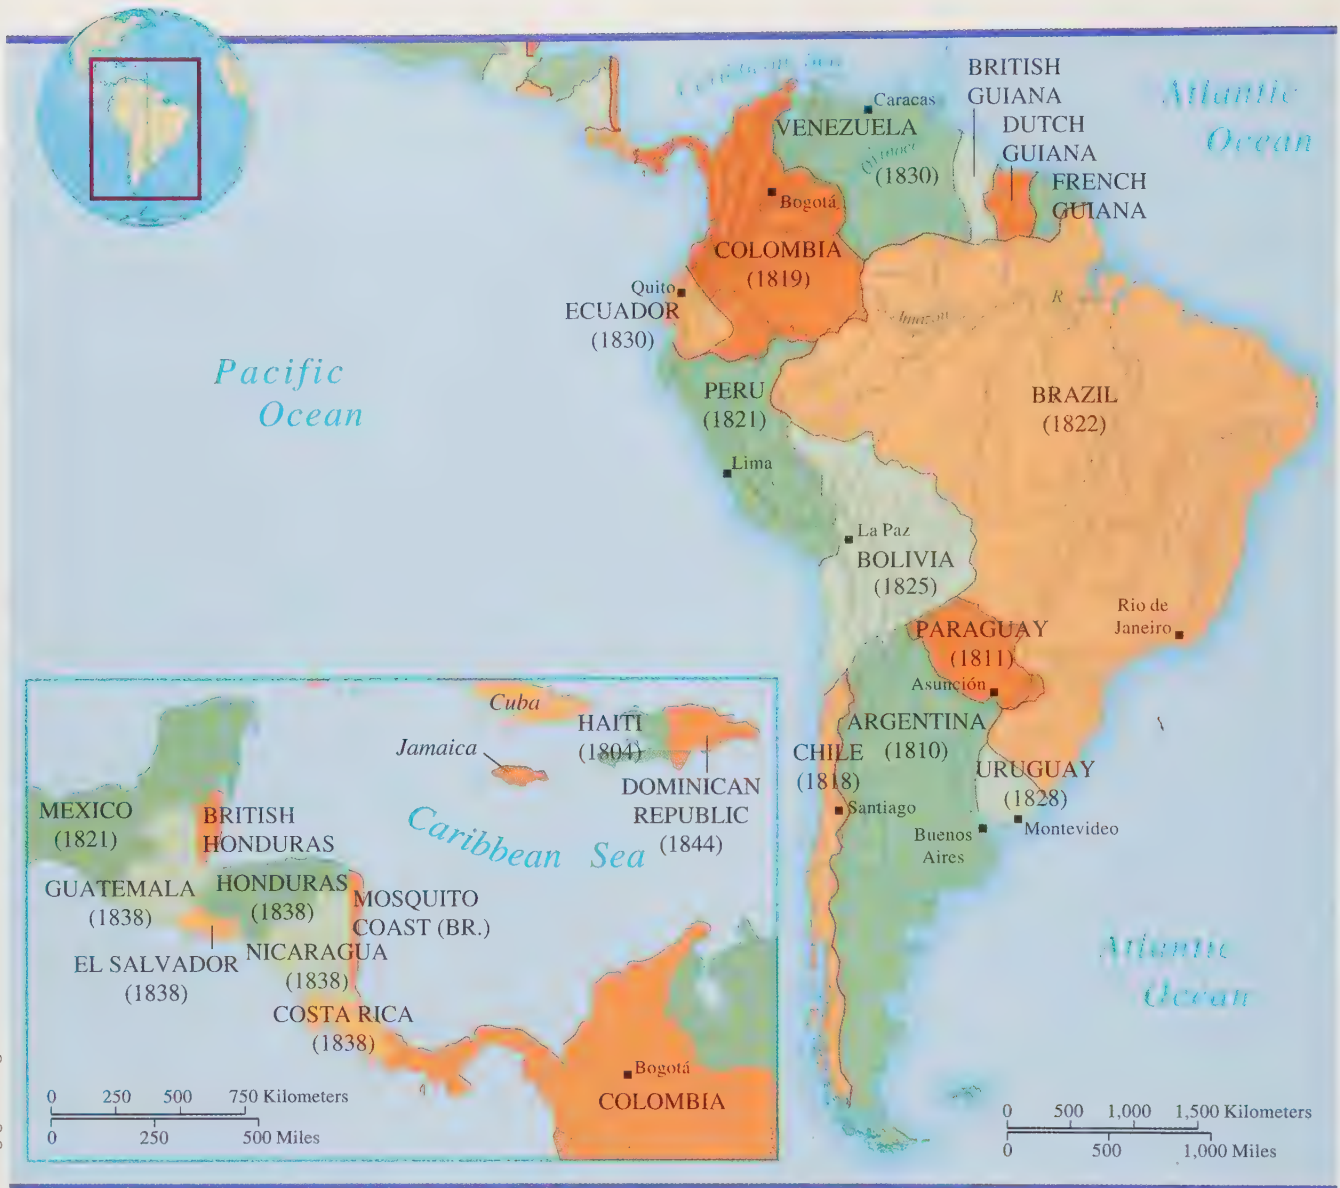 Caribbean Sea
Atlantic
Ocean
BRITISH
GUIANA
DUTCH
GUIANA
FRENCH
GUIANA
Caracas
VENEZUELA
(1830)
Bogotá
COLOMBIA
(1819)
Quito
ECUADOR
(1830)
Amazon
R
Pacific
Ocean
PERU
(1821)
Lima
BRAZIL
(1822)
La Paz
BOLIVIA
(1825)
Rio de
Janeiro
PARAGUAY
(1811)
Asunción
ARGENTINA
(1810)
CHILE
(1818)
Santiago
URUGUAY
(1828)
Buenos
Aires
Montevideo
Atlantic
Ocean
0 500 1,000 1,500 Kilometers
0 500 1,000 Miles
Cuba
Jamaica
HAITI
(1804)
DOMINICAN
REPUBLIC
(1844)
Caribbean Sea
MEXICO
(1821)
BRITISH
HONDURAS
GUATEMALA
(1838)
HONDURAS
(1838)
MOSQUITO
COAST (BR.)
EL SALVADOR
(1838)
NICARAGUA
(1838)
COSTA RICA
(1838)
Bogotá
COLOMBIA
0 250 500 750 Kilometers
0 250 500 Miles